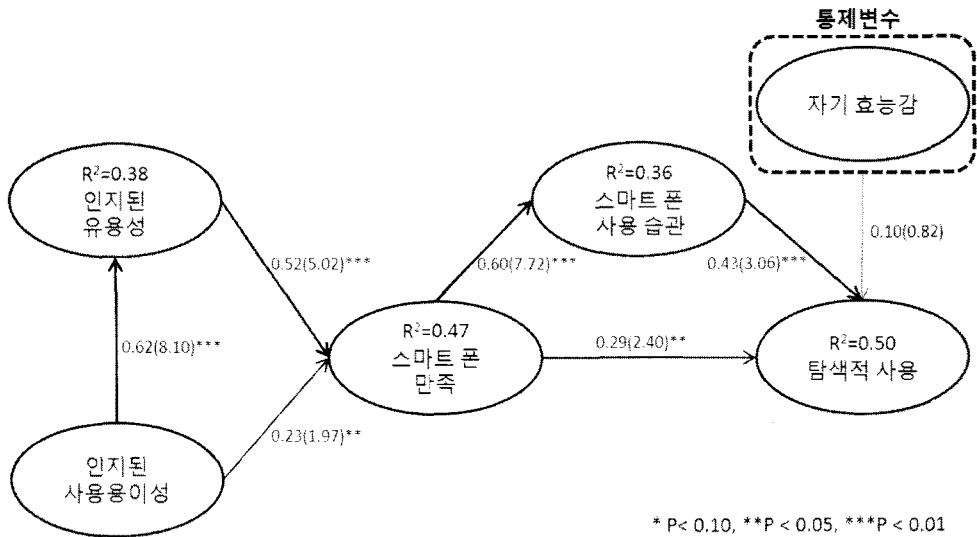 통제변수
자기 효능감
R²=0.38
인지된
유용성
R²=0.36
스마트 폰
사용 습관
0.10(0.82)
0.52(5.02)***
0.60(7.72)***
0.43(3.06)***
0.62(8.10)***
R²=0.47
스마트 폰
만족
0.29(2.40)**
R²=0.50
탐색적 사용
0.23(1.97)**
인지된
사용용이성
* P< 0.10, **P < 0.05, ***P < 0.01